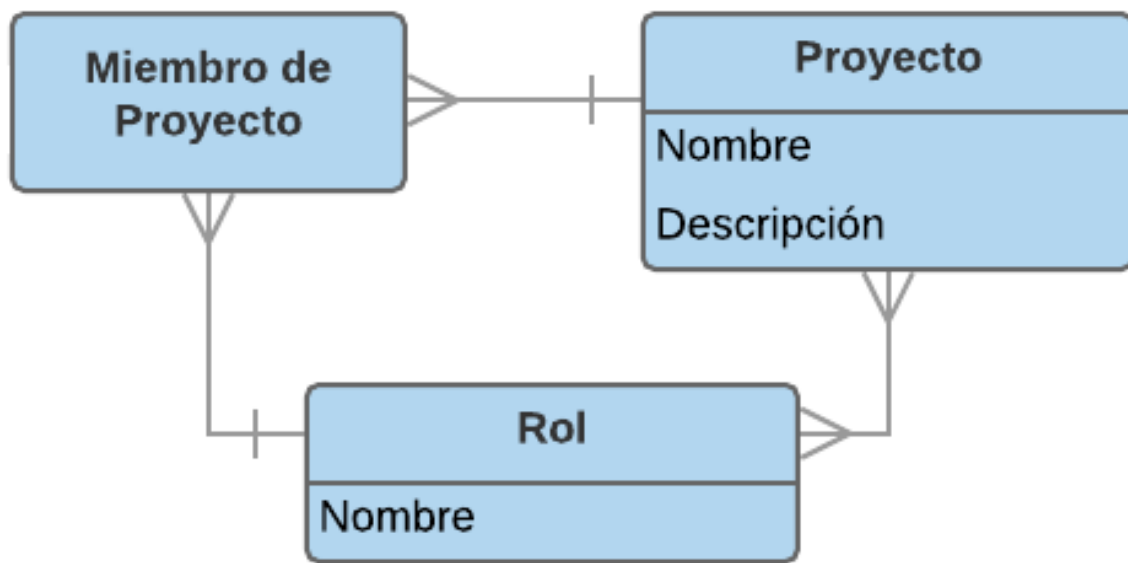 Miembro de
Proyecto
Proyecto
Nombre
Descripción
Rol
Nombre